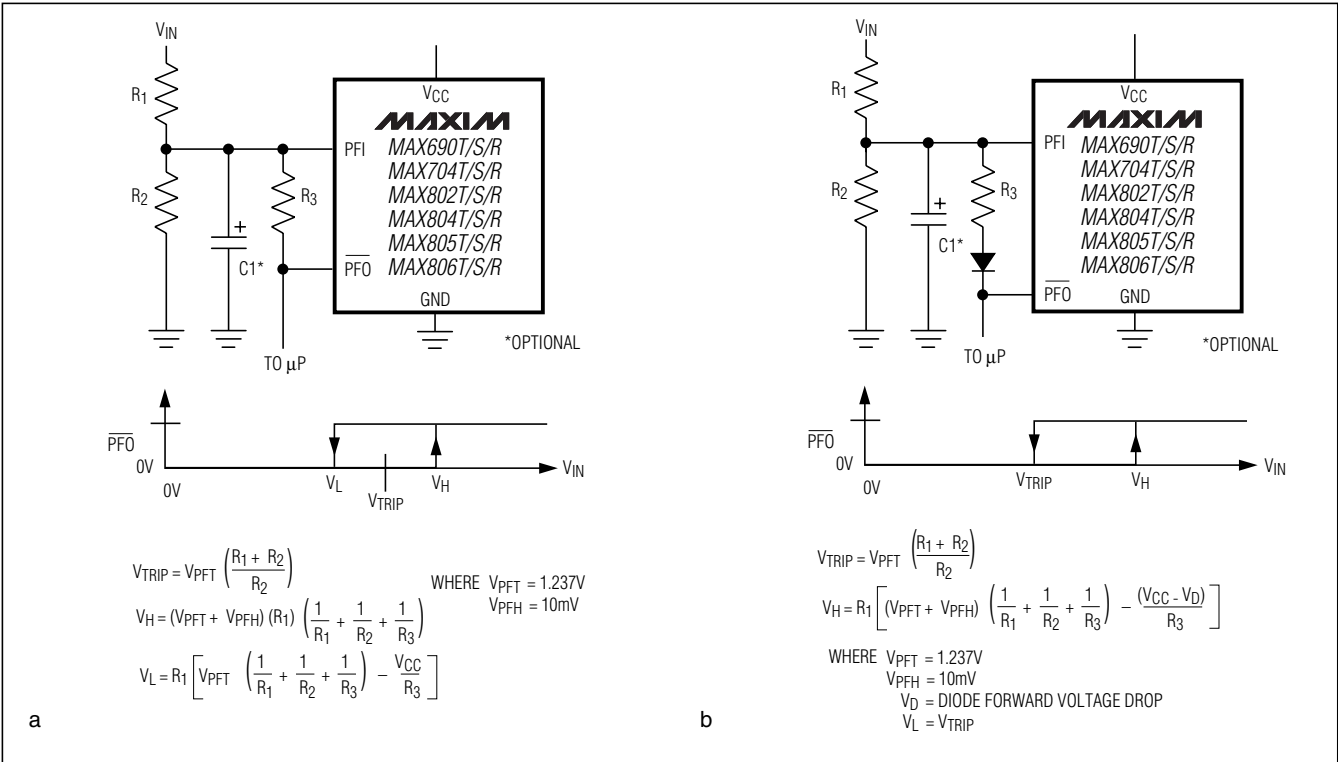 VIN
R1
R2
C1*
+
R3
VCC
MAXIM
MAX690T/S/R
MAX704T/S/R
MAX802T/S/R
MAX804T/S/R
MAX805T/S/R
MAX806T/S/R
PFI
PFO
GND
TO µP
*OPTIONAL
PFO
0V
0V
VL
VTRIP
VH
VIN
VTRIP = VPFT (R1 + R2 / R2)
WHERE VPFT = 1.237V
VPFH = 10mV
VH = (VPFT + VPFH) (R1) (1/R1 + 1/R2 + 1/R3)
VL = R1 [VPFT (1/R1 + 1/R2 + 1/R3) – VCC/R3]
a
VIN
R1
R2
C1*
+
R3
VCC
MAXIM
MAX690T/S/R
MAX704T/S/R
MAX802T/S/R
MAX804T/S/R
MAX805T/S/R
MAX806T/S/R
PFI
PFO
GND
TO µP
*OPTIONAL
PFO
0V
0V
VTRIP
VH
VIN
VTRIP = VPFT (R1 + R2 / R2)
VH = R1 [(VPFT + VPFH) (1/R1 + 1/R2 + 1/R3) – (VCC - VD)/R3]
WHERE VPFT = 1.237V
VPFH = 10mV
VD = DIODE FORWARD VOLTAGE DROP
VL = VTRIP
b